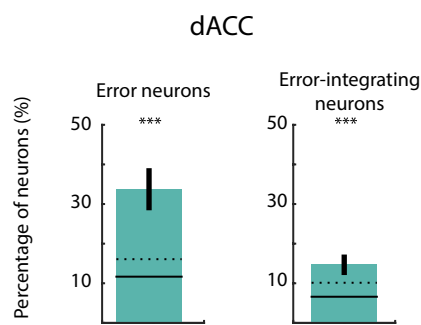 dACC
Error neurons
Error-integrating
neurons
Percentage of neurons (%)
50
***
30
10
50
***
30
10